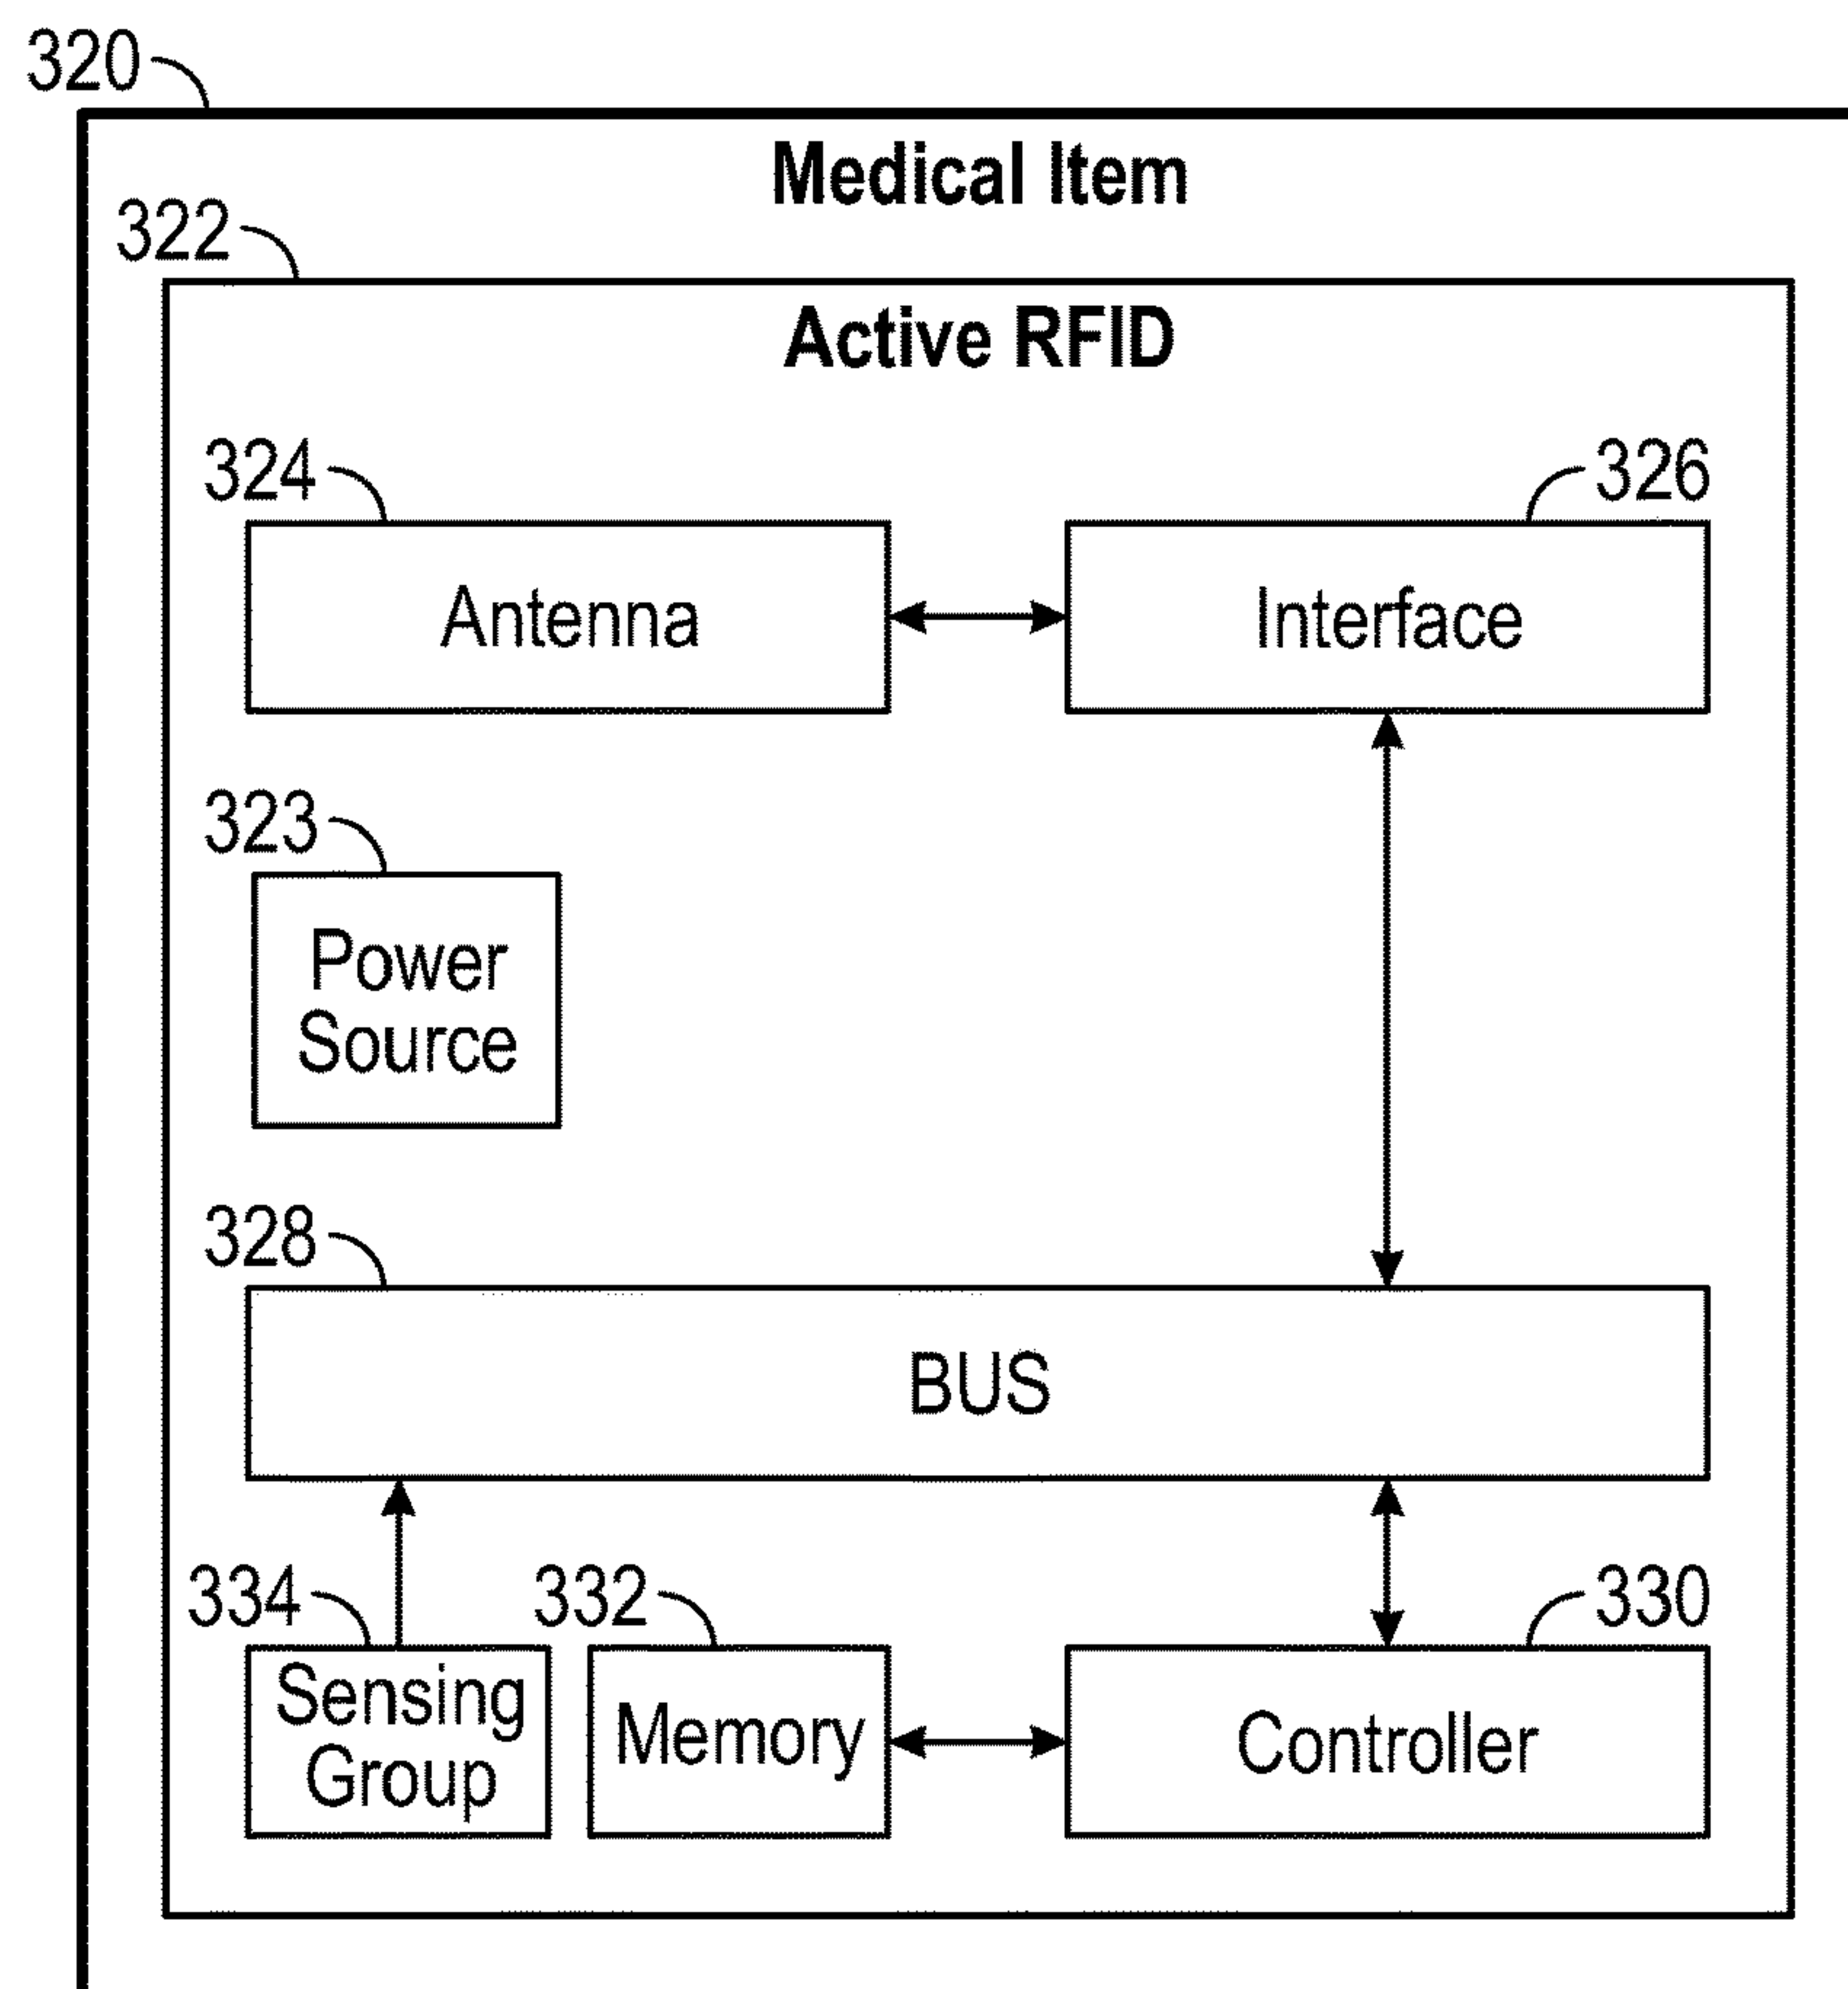 320
Medical Item
322
Active RFID
324
326
Antenna
Interface
323
Power
Source
328
BUS
334
332
330
Sensing
Group
Memory
Controller